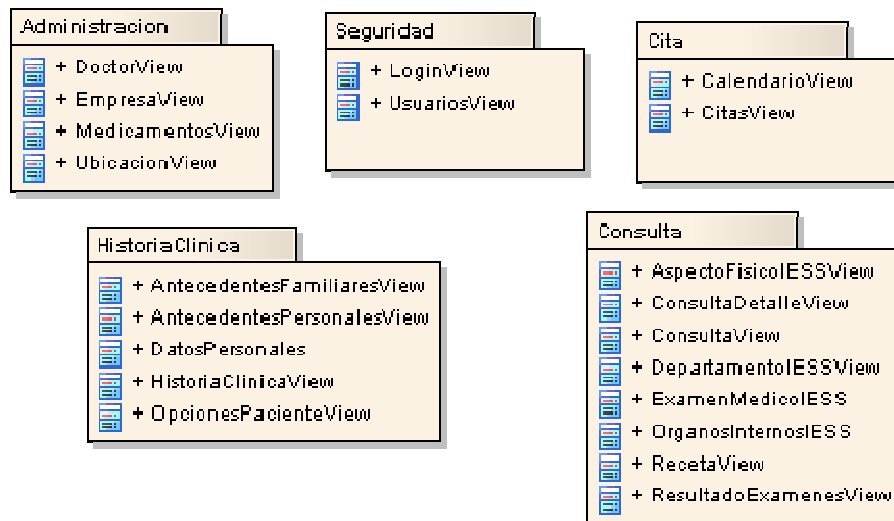 Administracion
+ DoctorView
+ EmpresaView
+ MedicamentosView
+ UbicacionView
Seguridad
+ LoginView
+ UsuariosView
Cita
+ CalendarioView
+ CitasView
HistoriaClinica
+ AntecedentesFamiliaresView
+ AntecedentesPersonalesView
+ DatosPersonales
+ HistoriaClinicaView
+ OpcionesPacienteView
Consulta
+ AspectoFisicoIESSView
+ ConsultaDetalleView
+ ConsultaView
+ DepartamentoIESSView
+ ExamenMedicoIESS
+ OrganosInternosIESS
+ RecetaView
+ ResultadoExamenesView